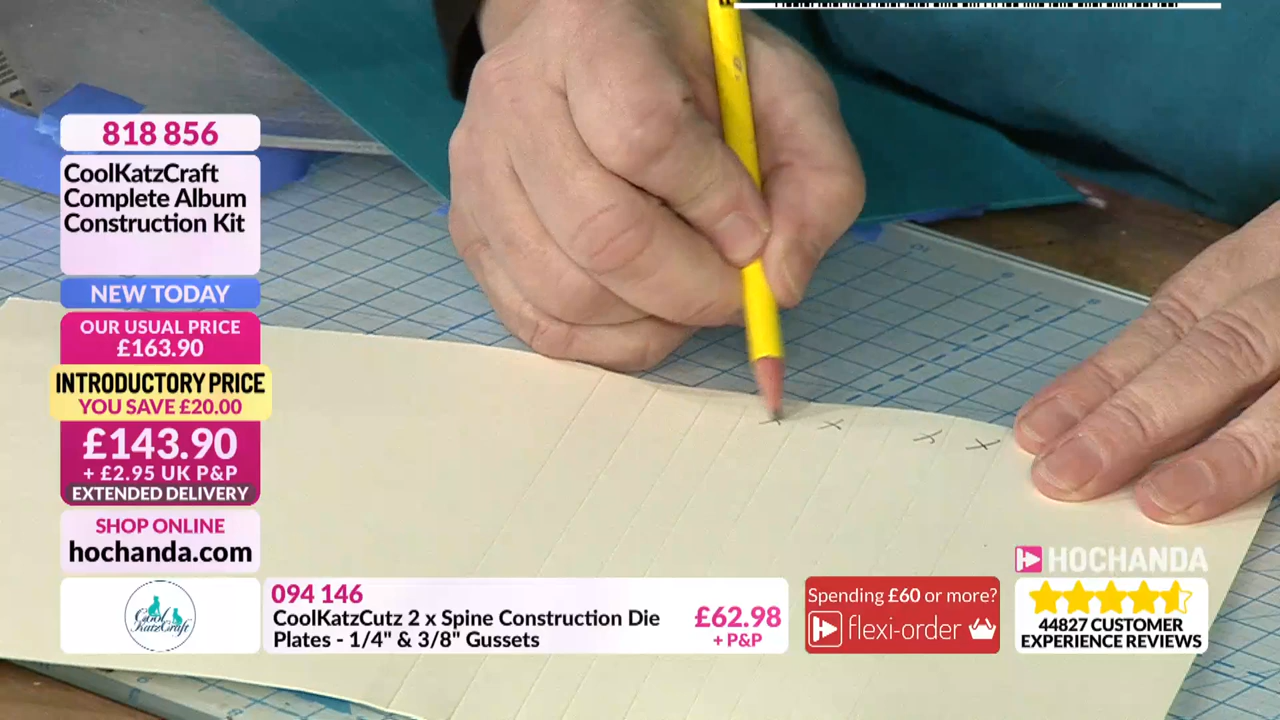 818 856
CoolKatzCraft
Complete Album
Construction Kit
NEW TODAY
OUR USUAL PRICE
£163.90
INTRODUCTORY PRICE
YOU SAVE £20.00
£143.90
+ £2.95 UK P&P
EXTENDED DELIVERY
SHOP ONLINE
hochanda.com
Cool
KatzCraft
094 146
CoolKatzCutz 2 x Spine Construction Die
Plates - 1/4" & 3/8" Gussets
£62.98
+ P&P
Spending £60 or more?
flexi-order
HOCHANDA
44827 CUSTOMER
EXPERIENCE REVIEWS
x x x x